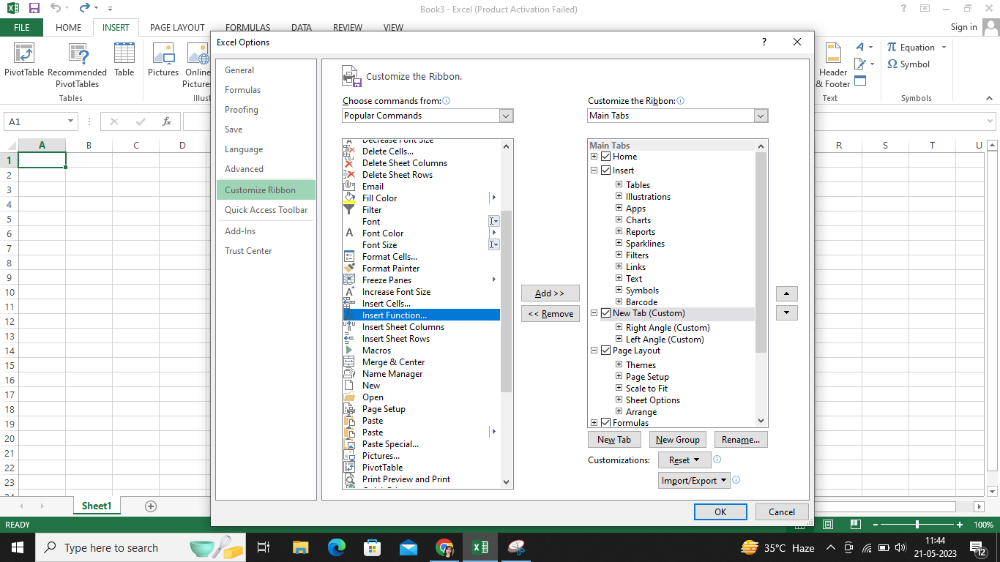 Book3 - Excel (Product Activation Failed)
FILE HOME INSERT PAGE LAYOUT FORMULAS DATA REVIEW VIEW Sign in
PivotTable Recommended PivotTables Table
Tables
Pictures Online Pictures
Header & Footer
Text
Equation
Symbol
Symbols
A1
A B C D R S T U
1
2
3
4
5
6
7
8
9
10
11
12
13
14
15
16
17
18
19
20
21
22
23
Excel Options
General
Formulas
Proofing
Save
Language
Advanced
Customize Ribbon
Quick Access Toolbar
Add-Ins
Trust Center
Customize the Ribbon.
Choose commands from:
Popular Commands
Decrease Font Size
Delete Cells...
Delete Sheet Columns
Delete Sheet Rows
Email
Fill Color
Filter
Font
Font Color
Font Size
Format Cells...
Format Painter
Freeze Panes
Increase Font Size
Insert Cells...
Insert Function...
Insert Sheet Columns
Insert Sheet Rows
Macros
Merge & Center
Name Manager
New
Open
Page Setup
Paste
Paste
Paste Special...
Pictures...
PivotTable
Print Preview and Print
Add >>
<< Remove
Customize the Ribbon:
Main Tabs
Main Tabs
Home
Insert
Tables
Illustrations
Apps
Charts
Reports
Sparklines
Filters
Links
Text
Symbols
Barcode
New Tab (Custom)
Right Angle (Custom)
Left Angle (Custom)
Page Layout
Themes
Page Setup
Scale to Fit
Sheet Options
Arrange
Formulas
New Tab New Group Rename...
Customizations: Reset
Import/Export
OK Cancel
Sheet1
READY 100%
Type here to search
35°C Haze
11:44
21-05-2023
12